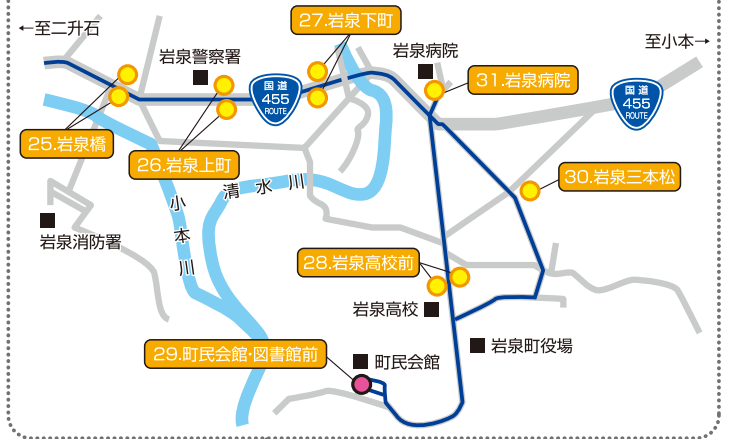 ←至二升石
27.岩泉下町
岩泉警察署
岩泉病院
至小本→
国道
455
ROUTE
31.岩泉病院
国道
455
ROUTE
25.岩泉橋
26.岩泉上町
清水川
30.岩泉三本松
小本川
岩泉消防署
28.岩泉高校前
岩泉高校
29.町民会館・図書館前
町民会館
岩泉町役場